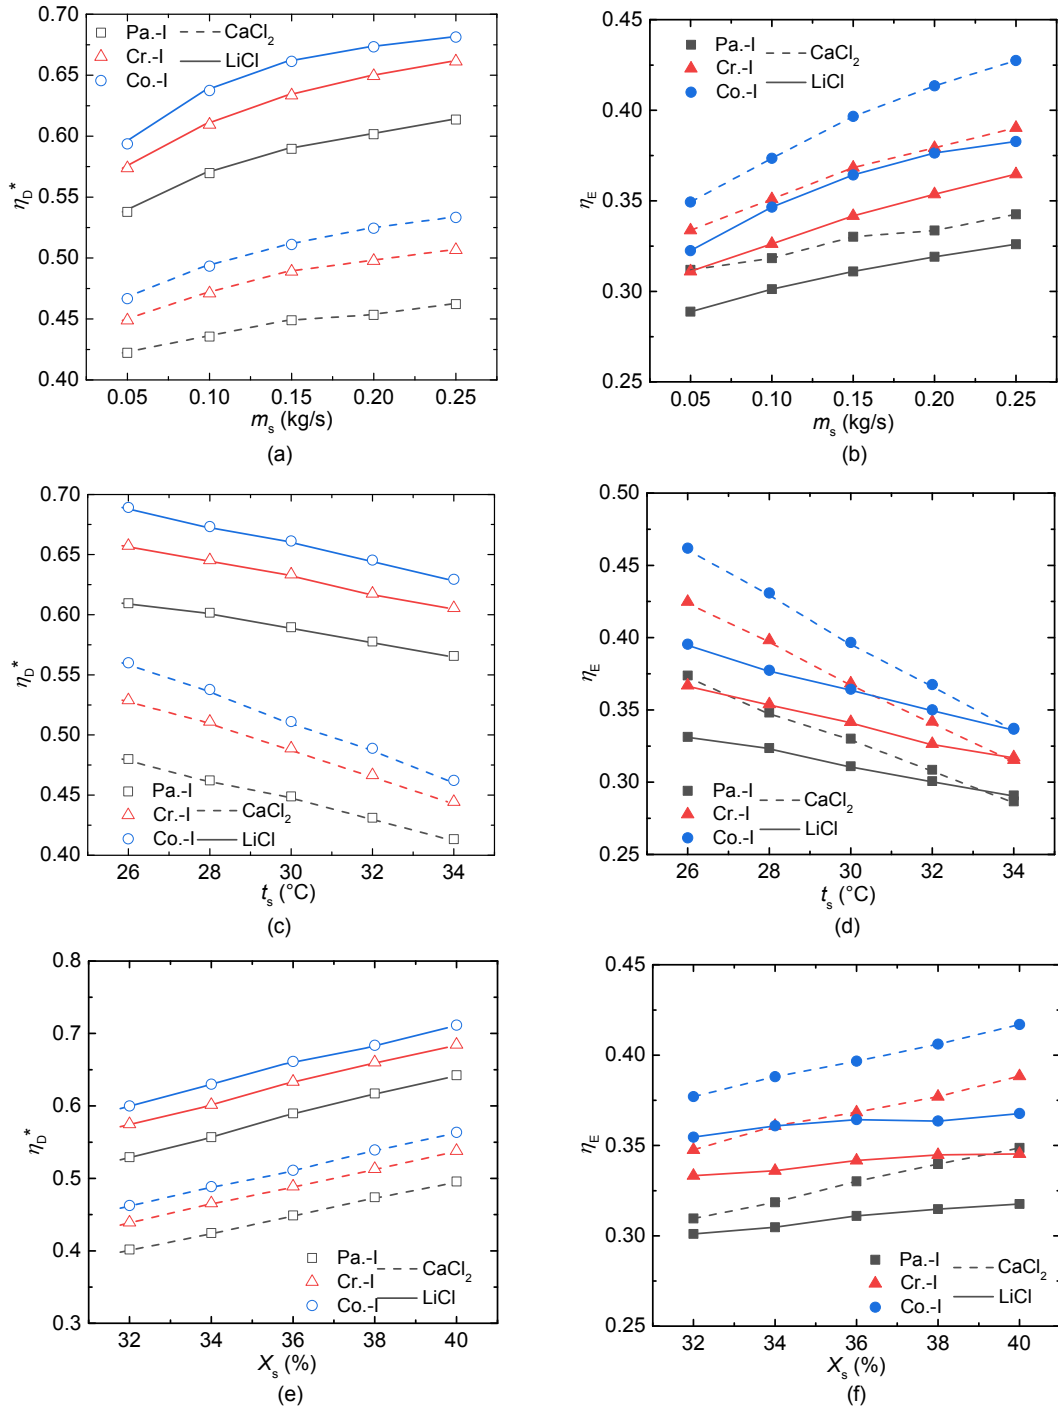 0.70
0.65
0.60
0.55
0.50
0.45
0.40
η_D*
Pa.-I
Cr.-I
Co.-I
CaCl₂
LiCl
0.05 0.10 0.15 0.20 0.25
m_s (kg/s)
(a)
0.45
0.40
0.35
0.30
0.25
η_E
Pa.-I
Cr.-I
Co.-I
CaCl₂
LiCl
0.05 0.10 0.15 0.20 0.25
m_s (kg/s)
(b)
0.70
0.65
0.60
0.55
0.50
0.45
0.40
η_D*
Pa.-I
Cr.-I
Co.-I
CaCl₂
LiCl
26 28 30 32 34
t_s (°C)
(c)
0.50
0.45
0.40
0.35
0.30
0.25
η_E
Pa.-I
Cr.-I
Co.-I
CaCl₂
LiCl
26 28 30 32 34
t_s (°C)
(d)
0.8
0.7
0.6
0.5
0.4
0.3
η_D*
Pa.-I
Cr.-I
Co.-I
CaCl₂
LiCl
32 34 36 38 40
X_s (%)
(e)
0.45
0.40
0.35
0.30
0.25
η_E
Pa.-I
Cr.-I
Co.-I
CaCl₂
LiCl
32 34 36 38 40
X_s (%)
(f)